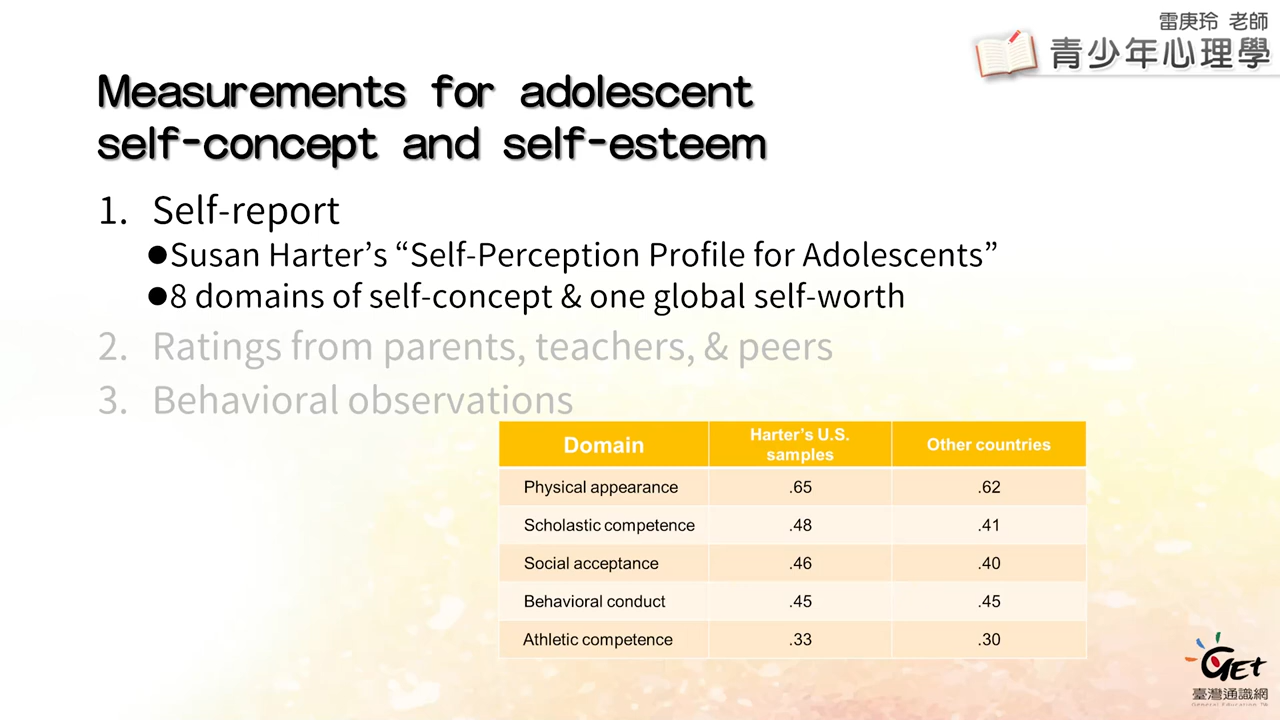 雷庚玲 老師
青少年心理學
Measurements for adolescent
self-concept and self-esteem
1. Self-report
●Susan Harter’s “Self-Perception Profile for Adolescents”
●8 domains of self-concept & one global self-worth
2. Ratings from parents, teachers, & peers
3. Behavioral observations
Domain Harter’s U.S. samples Other countries
Physical appearance .65 .62
Scholastic competence .48 .41
Social acceptance .46 .40
Behavioral conduct .45 .45
Athletic competence .33 .30
GET
臺灣通識網
General Education TW